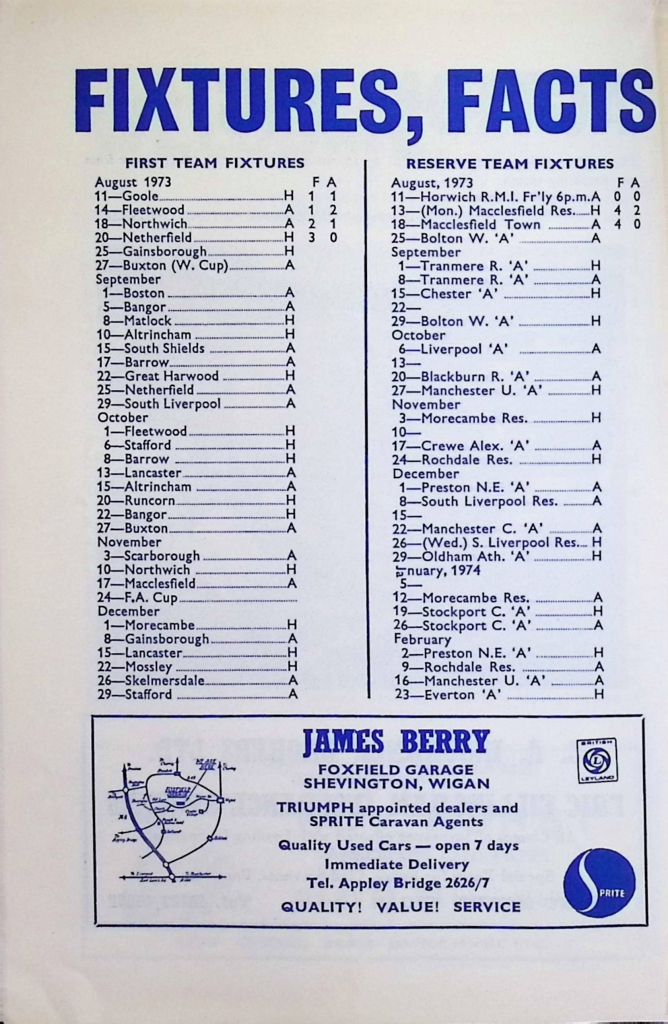 FIXTURES, FACTS
FIRST TEAM FIXTURES
August 1973 F A
11—Goole H 1 1
14—Fleetwood A 1 2
18—Northwich A 2 1
20—Netherfield H 3 0
25—Gainsborough H
27—Buxton (W. Cup) A
September
1—Boston A
5—Bangor A
8—Matlock H
10—Altrincham H
15—South Shields A
17—Barrow A
22—Great Harwood H
25—Netherfield A
29—South Liverpool A
October
1—Fleetwood H
6—Stafford H
8—Barrow H
13—Lancaster A
15—Altrincham A
20—Runcorn H
22—Bangor H
27—Buxton A
November
3—Scarborough A
10—Northwich H
17—Macclesfield A
24—F.A. Cup
December
1—Morecambe H
8—Gainsborough A
15—Lancaster H
22—Mossley H
26—Skelmersdale A
29—Stafford A
RESERVE TEAM FIXTURES
August, 1973 F A
11—Horwich R.M.I. Fr'ly 6p.m. A 0 0
13—(Mon.) Macclesfield Res. H 4 2
18—Macclesfield Town A 4 0
25—Bolton W. 'A' A
September
1—Tranmere R. 'A' H
8—Tranmere R. 'A' A
15—Chester 'A' H
22—
29—Bolton W. 'A' H
October
6—Liverpool 'A' A
13—
20—Blackburn R. 'A' A
27—Manchester U. 'A' H
November
3—Morecambe Res. H
10—
17—Crewe Alex. 'A' A
24—Rochdale Res. H
December
1—Preston N.E. 'A' A
8—South Liverpool Res. A
15—
22—Manchester C. 'A' A
26—(Wed.) S. Liverpool Res. H
29—Oldham Ath. 'A' H
January, 1974
5—
12—Morecambe Res. A
19—Stockport C. 'A' H
26—Stockport C. 'A' A
February
2—Preston N.E. 'A' H
9—Rochdale Res. A
16—Manchester U. 'A' A
23—Everton 'A' H
JAMES BERRY
FOXFIELD GARAGE
SHEVINGTON, WIGAN
TRIUMPH appointed dealers and
SPRITE Caravan Agents
Quality Used Cars — open 7 days
Immediate Delivery
Tel. Appley Bridge 2626/7
QUALITY! VALUE! SERVICE
BRITISH
L
LEYLAND
SPRITE